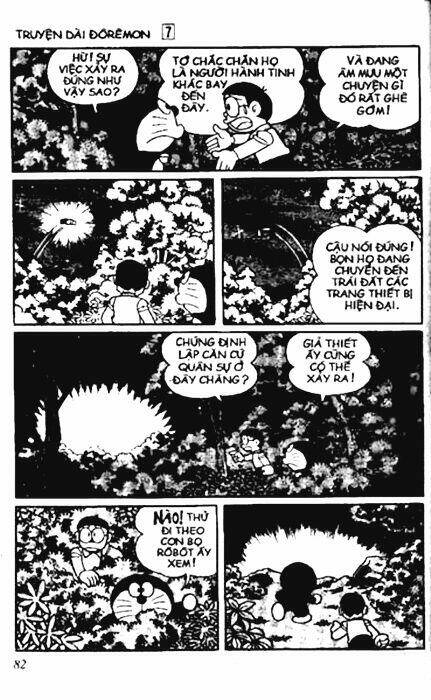 TRUYỆN DÀI ĐÔRÊMON 7
HỪ! SỰ
VIỆC XẢY RA
ĐÚNG NHƯ
VẬY SAO?
TỚ CHẮC CHẮN HỌ
LÀ NGƯỜI HÀNH TINH
KHÁC BAY
ĐẾN
ĐÂY.
VÀ ĐANG
ÂM MƯU MỘT
CHUYỆN GÌ
ĐÓ RẤT GHÊ
GỚM!
CẬU NÓI ĐÚNG!
BỌN HỌ ĐANG
CHUYỂN ĐẾN
TRÁI ĐẤT CÁC
TRANG THIẾT BỊ
HIỆN ĐẠI.
CHÚNG ĐỊNH
LẬP CĂN CỨ
QUÂN SỰ Ở
ĐÂY CHĂNG?
GIẢ THIẾT
ẤY CŨNG
CÓ THỂ
XẢY RA!
NÀO! THỬ
ĐI THEO
CON BỌ
RÔBÔT ẤY
XEM!
82